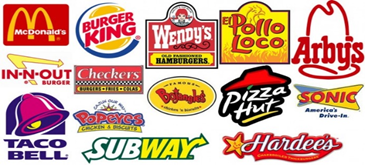 McDonald's
BURGER
KING
WENDY'S
OLD FASHIONED
HAMBURGERS.
El
Pollo
Loco
Arby's
IN-N-OUT
BURGER
Checkers
BURGERS • FRIES • COLAS
Bojangles'
Pizza
Hut
SONIC
America's
Drive-In.
TACO
BELL
POPEYES
CHICKEN & BISCUITS
SUBWAY
Hardee's